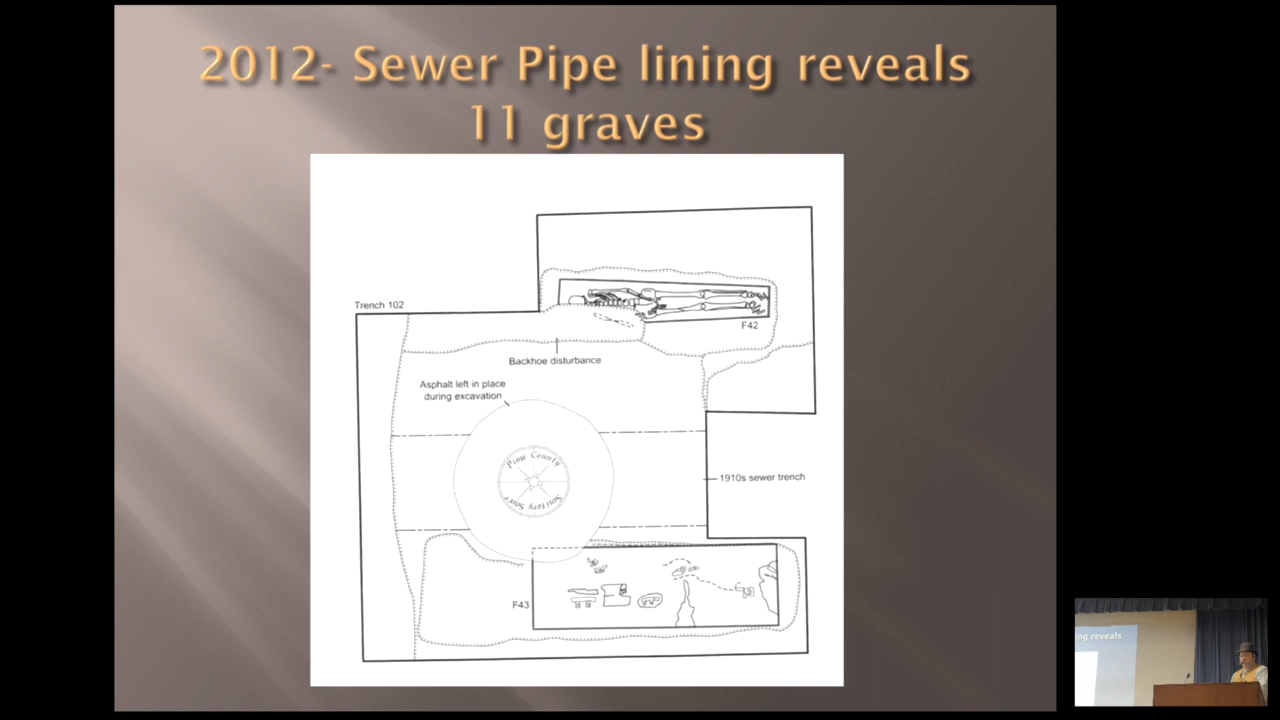 2012- Sewer Pipe lining reveals
11 graves
Trench 102
F42
Backhoe disturbance
Asphalt left in place
during excavation
Pima County
Sanitary Sewer
1910s sewer trench
F43
ing reveals